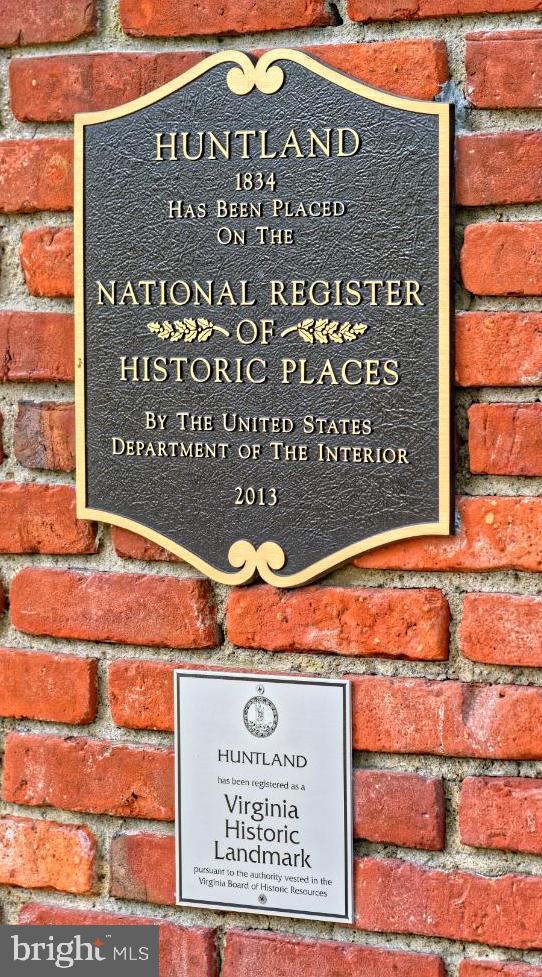 HUNTLAND
1834
HAS BEEN PLACED
ON THE
NATIONAL REGISTER
OF
HISTORIC PLACES
BY THE UNITED STATES
DEPARTMENT OF THE INTERIOR
2013
HUNTLAND
has been registered as a
Virginia
Historic
Landmark
pursuant to the authority vested in the
Virginia Board of Historic Resources
bright MLS